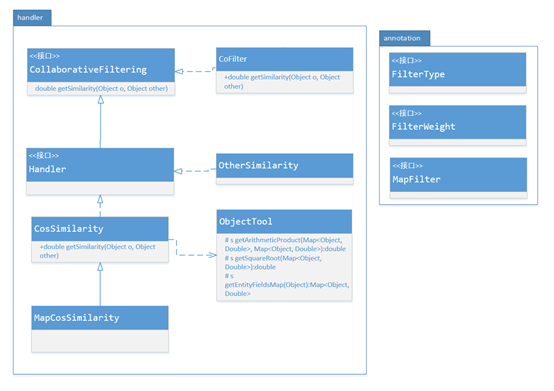 handler
<<接口>>
CollaborativeFiltering
double getSimilarity(Object o, Object other)
CoFilter
+double getSimilarity(Object o, Object
other)
<<接口>>
Handler
OtherSimilarity
CosSimilarity
+double getSimilarity(Object o, Object
other)
ObjectTool
# s getArithmeticProduct(Map<Object,
Double>, Map<Object, Double>):double
# s getSquareRoot(Map<Object,
Double>):double
# s
getEntityFieldsMap(Object):Map<Object,
Double>
MapCosSimilarity
annotation
<<接口>>
FilterType
<<接口>>
FilterWeight
<<接口>>
MapFilter